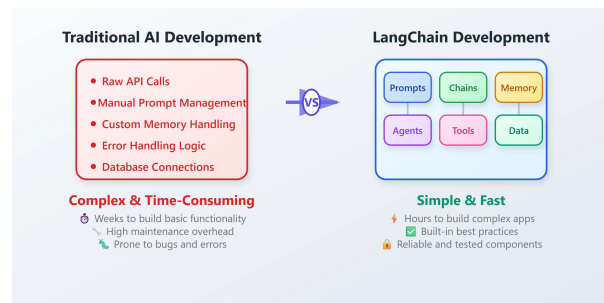 Traditional AI Development
• Raw API Calls
• Manual Prompt Management
• Custom Memory Handling
• Error Handling Logic
• Database Connections
Complex & Time-Consuming
Weeks to build basic functionality
High maintenance overhead
Prone to bugs and errors
VS
LangChain Development
Prompts
Chains
Memory
Agents
Tools
Data
Simple & Fast
Hours to build complex apps
Built-in best practices
Reliable and tested components